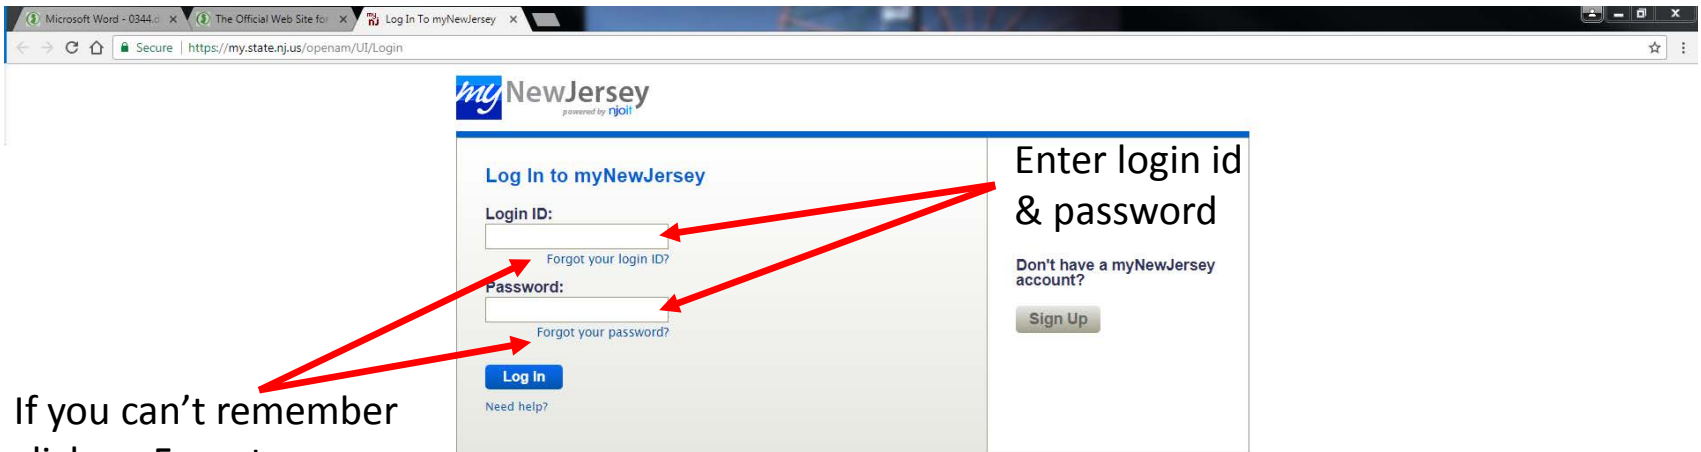 Microsoft Word - 0344.d
The Official Web Site for
Log In To myNewJersey
Secure | https://my.state.nj.us/openam/UI/Login
my NewJersey
powered by njoit
Log In to myNewJersey
Login ID:
Forgot your login ID?
Password:
Forgot your password?
Log In
Need help?
Enter login id
& password
Don't have a myNewJersey
account?
Sign Up
If you can't remember